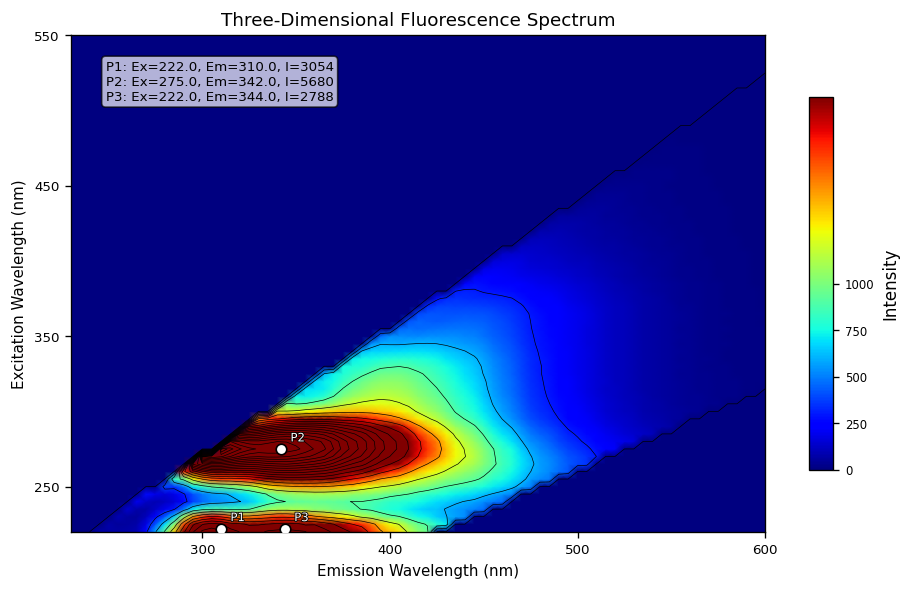 Three-Dimensional Fluorescence Spectrum
P1: Ex=222.0, Em=310.0, I=3054
P2: Ex=275.0, Em=342.0, I=5680
P3: Ex=222.0, Em=344.0, I=2788
550
450
350
250
Excitation Wavelength (nm)
P2
P1
P3
300
400
500
600
Emission Wavelength (nm)
1000
750
500
250
0
Intensity